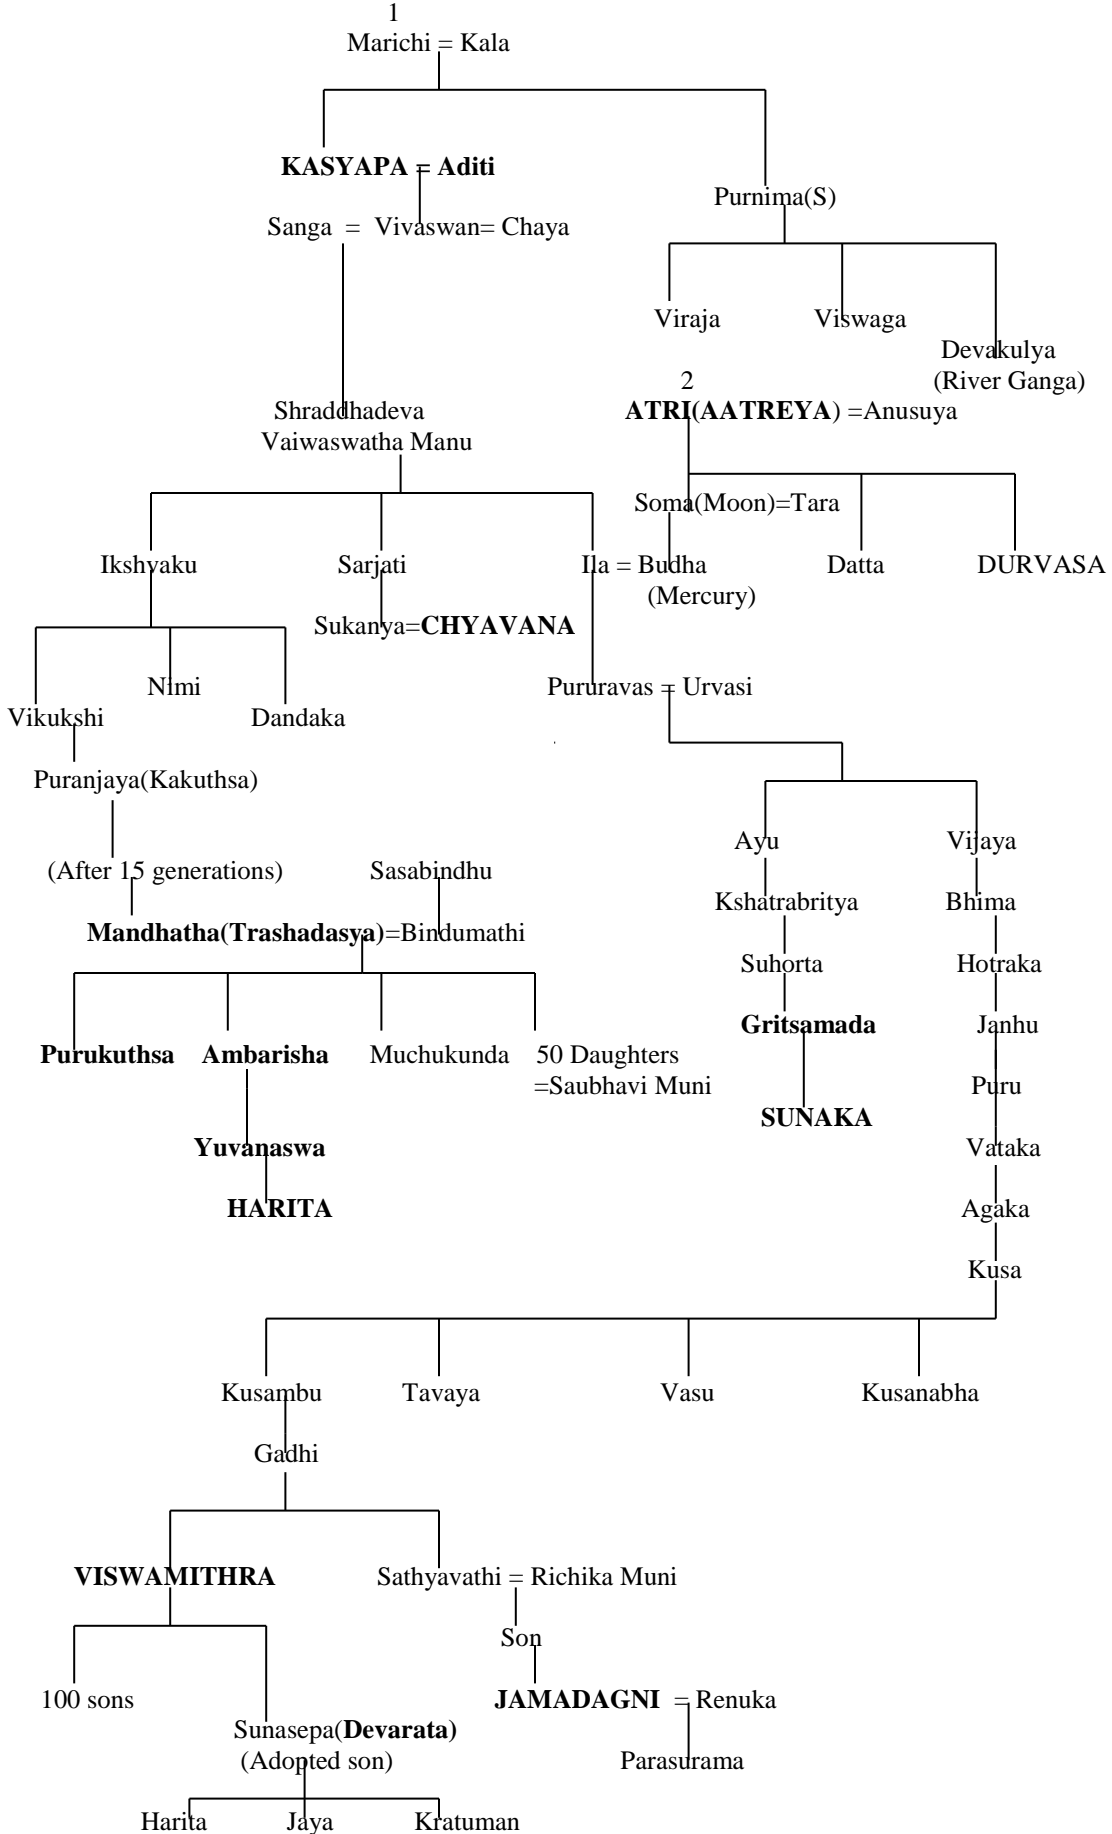 1
Marichi = Kala
KASYAPA = Aditi
Purnima(S)
Sanga = Vivaswan= Chaya
Viraja Viswaga
Devakulya
(River Ganga)
2
ATRI(AATREYA) =Anusuya
Shraddhadeva
Vaiwaswatha Manu
Soma(Moon)=Tara
Ikshvaku Sarjati Ila = Budha Datta DURVASA
(Mercury)
Sukanya=CHYAVANA
Nimi Pururavas = Urvasi
Vikukshi Dandaka
Puranjaya(Kakuthsa)
Ayu Vijaya
(After 15 generations) Sasabindhu
Kshatrabritya Bhima
Mandhatha(Trashadasya)=Bindumathi
Suhorta Hotraka
Gritsamada Janhu
Purukuthsa Ambarisha Muchukunda 50 Daughters
=Saubhavi Muni
Puru
SUNAKA
Yuvanaswa Vataka
HARITA Agaka
Kusa
Kusambu Tavaya Vasu Kusanabha
Gadhi
VISWAMITHRA Sathyavathi = Richika Muni
Son
100 sons JAMADAGNI = Renuka
Sunasepa(Devarata)
(Adopted son) Parasurama
Harita Jaya Kratuman